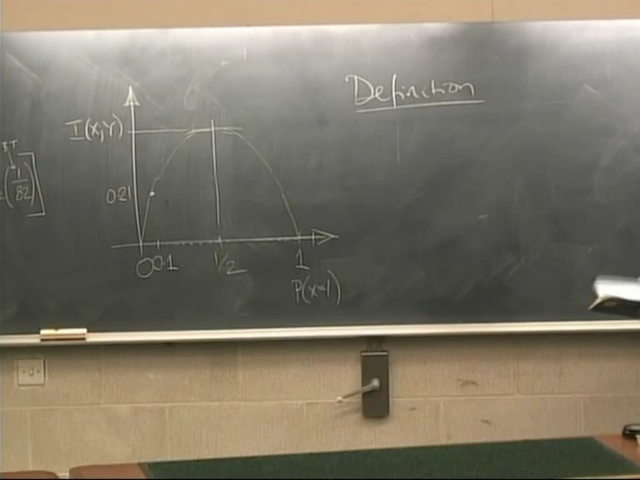 Definition
I(X;Y)
0.21
0 0.1 1/2 1
P(x=1)